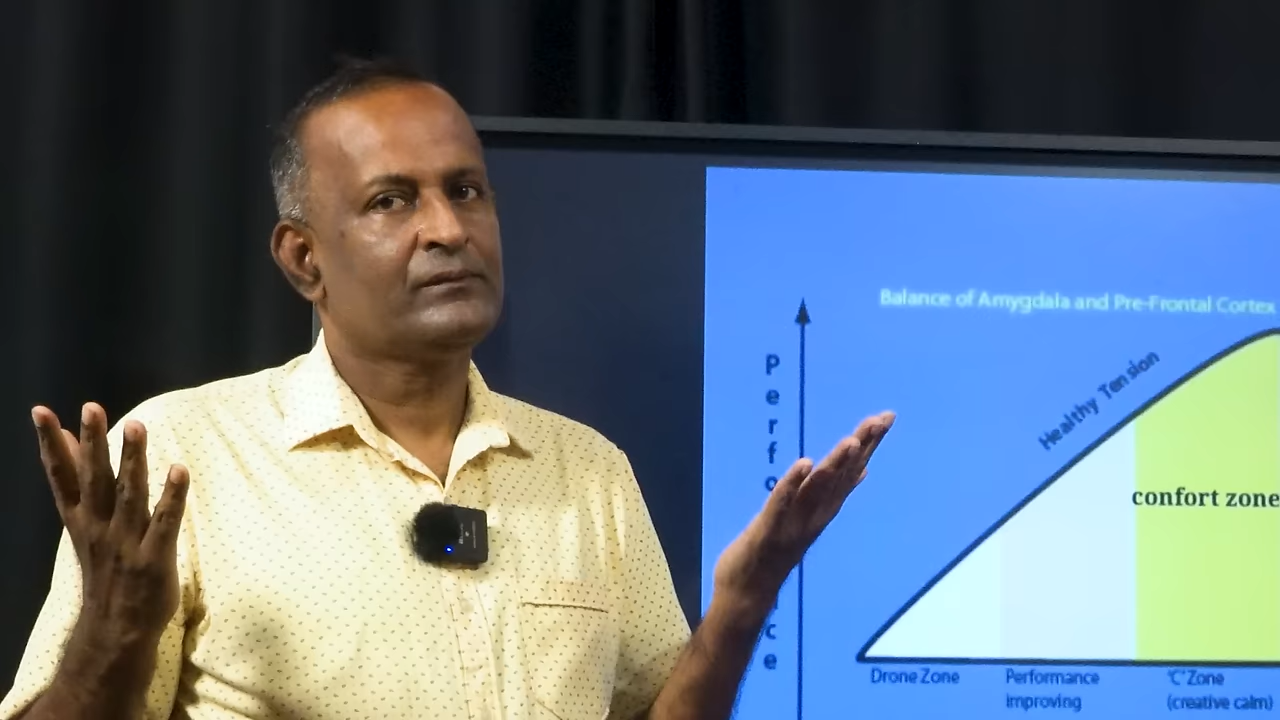 Balance of Amygdala and Pre-Frontal Cortex
P
e
r
f
o
c
e
Healthy Tension
confort zone
Drone Zone
Performance
improving
'C' Zone
(creative calm)